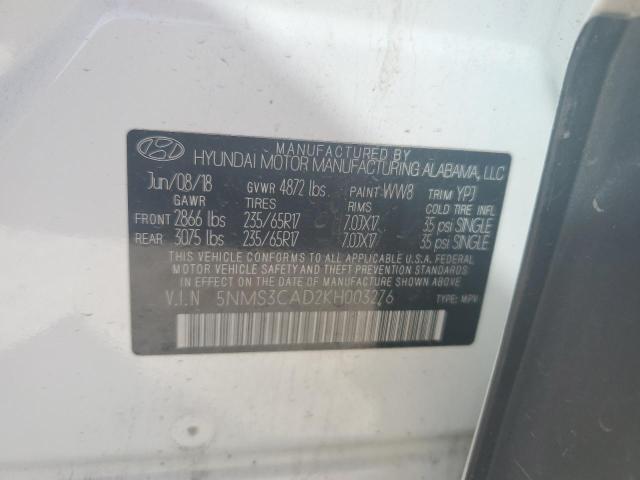 MANUFACTURED BY
HYUNDAI MOTOR MANUFACTURING ALABAMA, LLC
Jun/08/18 GVWR 4872 lbs. PAINT WW8 TRIM YPJ
GAWR TIRES RIMS COLD TIRE INFL
FRONT 2866 lbs 235/65R17 7.0JX17 35 psi SINGLE
REAR 3075 lbs 235/65R17 7.0JX17 35 psi SINGLE
THIS VEHICLE CONFORMS TO ALL APPLICABLE U.S.A. FEDERAL
MOTOR VEHICLE SAFETY AND THEFT PREVENTION STANDARDS
IN EFFECT ON THE DATE OF MANUFACTURE SHOWN ABOVE.
V.I.N 5NMS3CAD2KH003276 TYPE: MPV